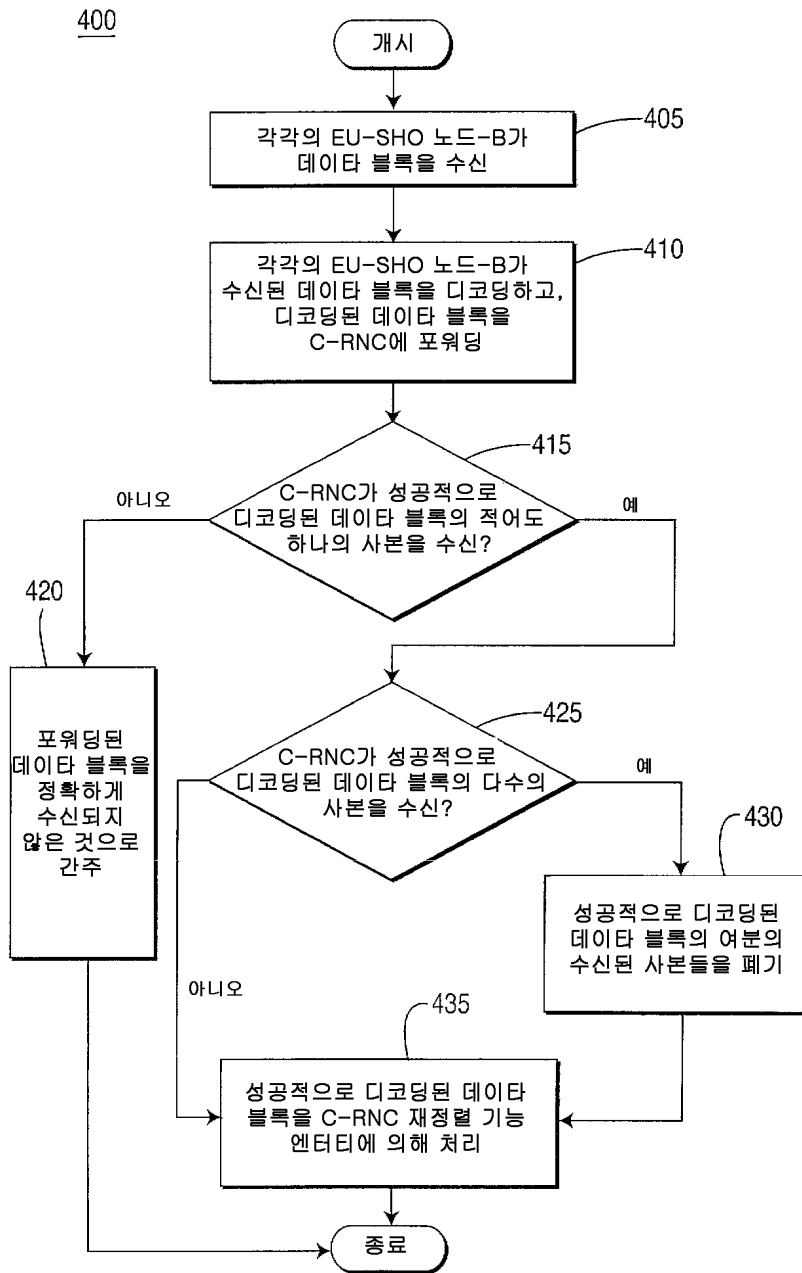 400
개시
405
각각의 EU-SHO 노드-B가
데이타 블록을 수신
410
각각의 EU-SHO 노드-B가
수신된 데이타 블록을 디코딩하고,
디코딩된 데이타 블록을
C-RNC에 포워딩
415
C-RNC가 성공적으로
디코딩된 데이타 블록의 적어도
하나의 사본을 수신?
아니오
예
420
포워딩된
데이타 블록을
정확하게
수신되지
않은 것으로
간주
425
C-RNC가 성공적으로
디코딩된 데이타 블록의 다수의
사본을 수신?
예
아니오
430
성공적으로 디코딩된
데이타 블록의 여분의
수신된 사본들을 폐기
435
성공적으로 디코딩된 데이타
블록을 C-RNC 재정렬 기능
엔터티에 의해 처리
종료